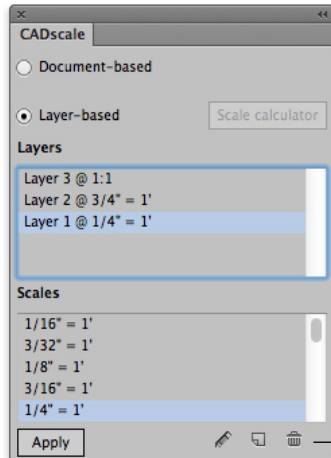 CADscale
Document-based
Layer-based
Scale calculator
Layers
Layer 3 @ 1:1
Layer 2 @ 3/4" = 1'
Layer 1 @ 1/4" = 1'
Scales
1/16" = 1'
3/32" = 1'
1/8" = 1'
3/16" = 1'
1/4" = 1'
Apply